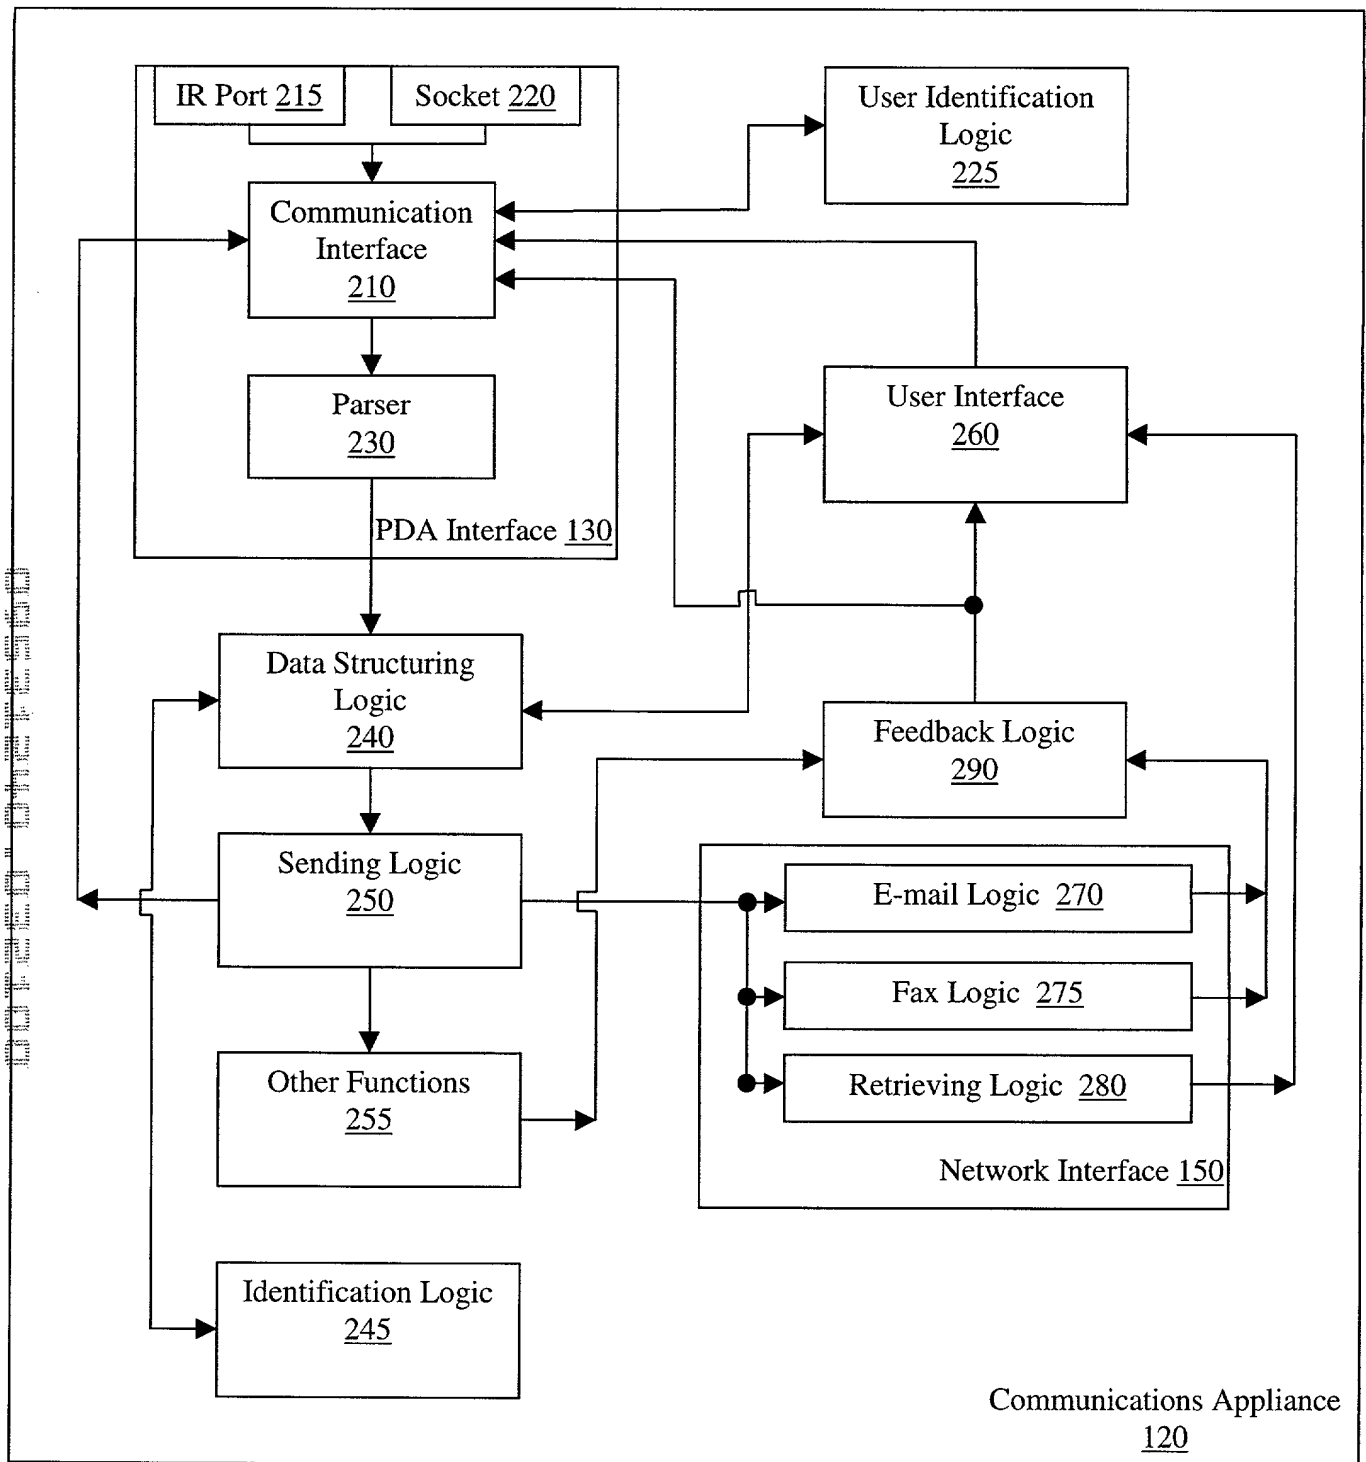 IR Port 215
Socket 220
User Identification
Logic
225
Communication
Interface
210
Parser
230
PDA Interface 130
User Interface
260
Data Structuring
Logic
240
Feedback Logic
290
Sending Logic
250
E-mail Logic 270
Fax Logic 275
Retrieving Logic 280
Network Interface 150
Other Functions
255
Identification Logic
245
Communications Appliance
120